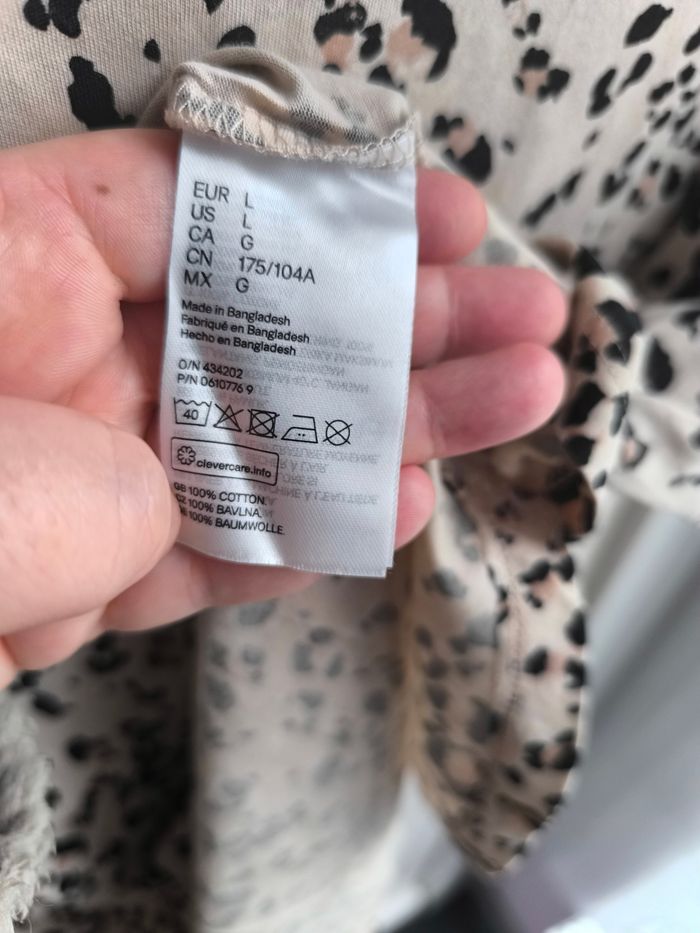 EUR L
US L
CA G
CN 175/104A
MX G
Made in Bangladesh
Fabriqué en Bangladesh
Hecho en Bangladesh
O/N 434202
P/N 0610776 9
40
clevercare.info
GB 100% COTTON.
CZ 100% BAVLNA.
100% BAUMWOLLE.